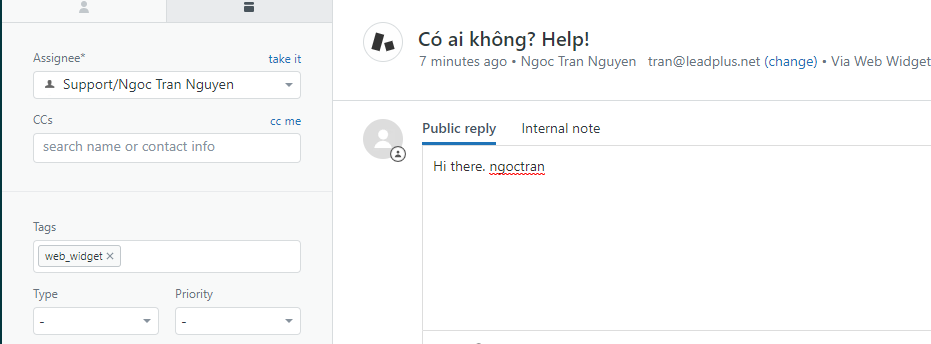 Assignee*
take it
Support/Ngoc Tran Nguyen
CCs
cc me
search name or contact info
Tags
web_widget ×
Type
Priority
-
-
Có ai không? Help!
7 minutes ago • Ngoc Tran Nguyen tran@leadplus.net (change) • Via Web Widget
Public reply
Internal note
Hi there. ngoctran